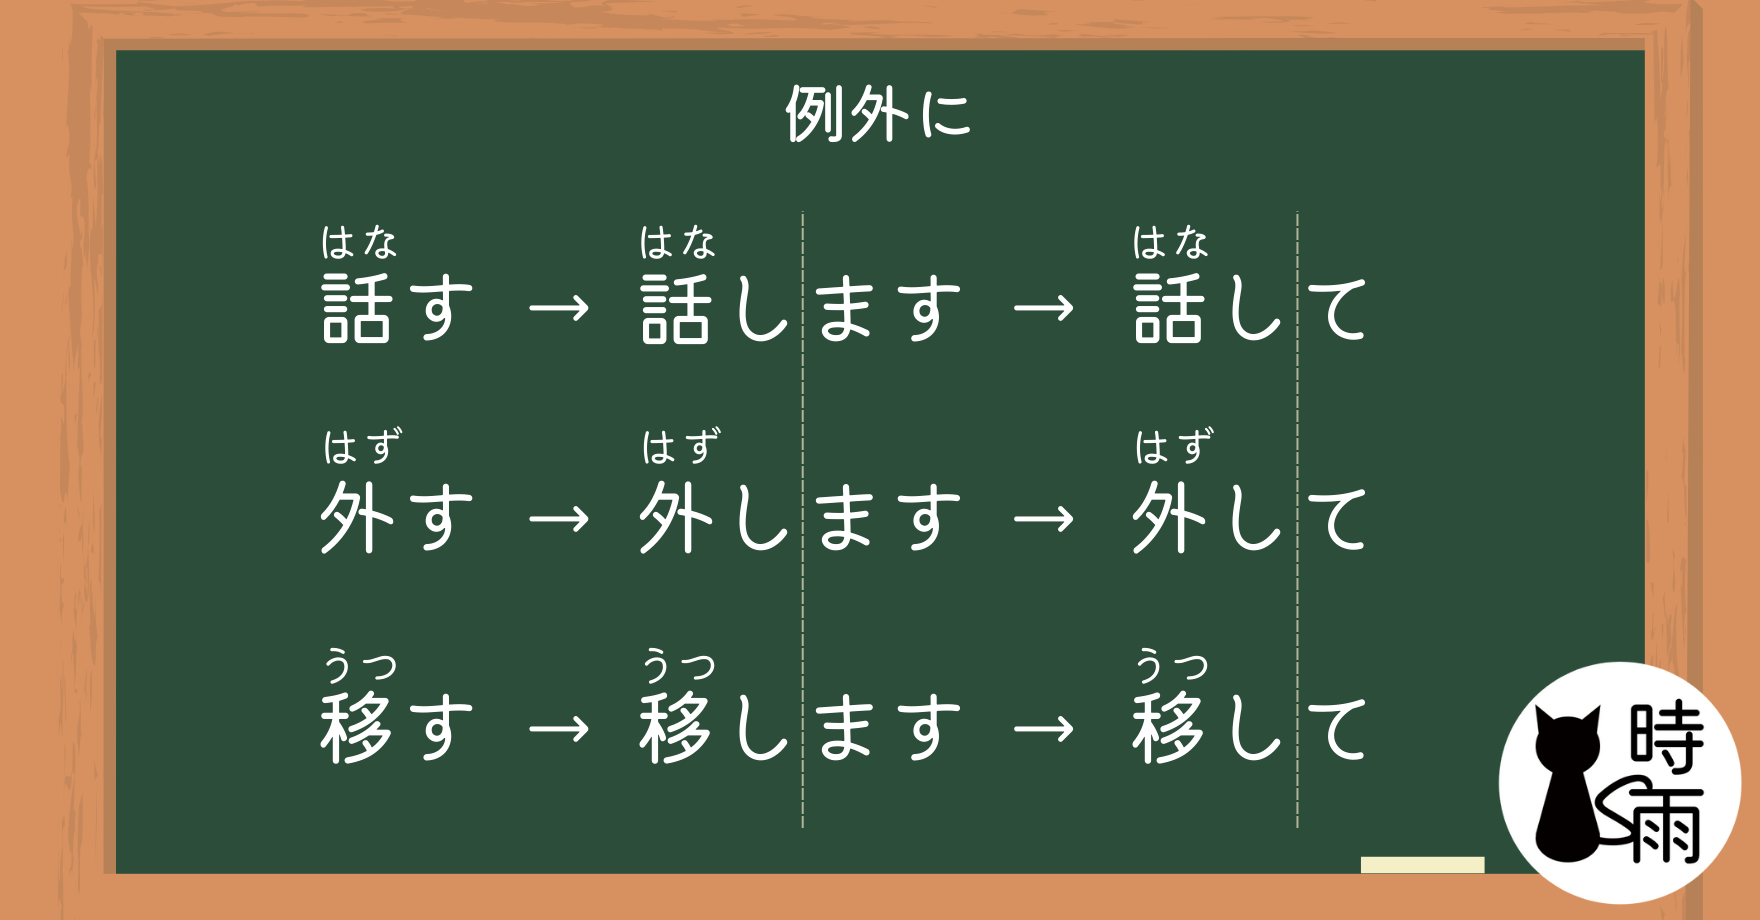 例外に
はな はな はな
話す → 話します → 話して
はず はず はず
外す → 外します → 外して
うつ うつ うつ
移す → 移します → 移して
時雨